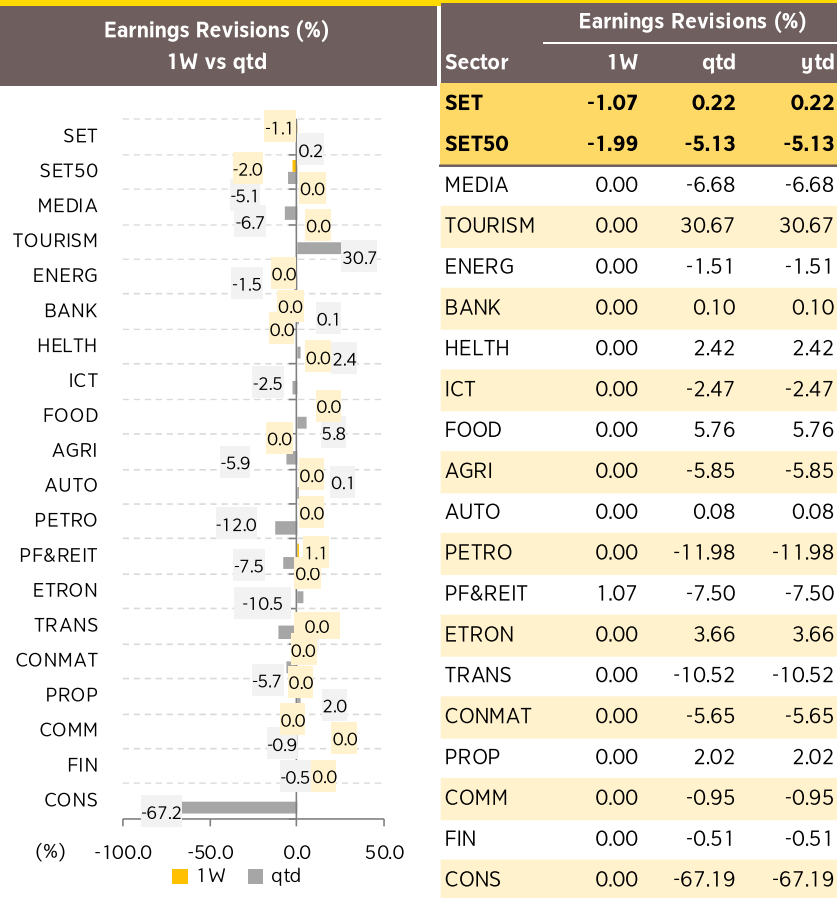 Earnings Revisions (%)
1W vs qtd
SET
-1.1
0.2
SET50
-2.0
0.0
-5.1
MEDIA
-6.7
0.0
TOURISM
30.7
ENERG
0.0
-1.5
BANK
0.0
0.1
0.0
HELTH
0.0
2.4
ICT
-2.5
0.0
FOOD
5.8
0.0
AGRI
-5.9
0.0
0.1
AUTO
0.0
PETRO
-12.0
PF&REIT
1.1
-7.5
0.0
ETRON
-10.5
TRANS
0.0
0.0
CONMAT
-5.7
0.0
PROP
2.0
0.0
COMM
-0.9
0.0
FIN
-0.5
0.0
CONS
-67.2
(%) -100.0 -50.0 0.0 50.0
1W qtd
Earnings Revisions (%)
Sector 1W qtd ytd
SET -1.07 0.22 0.22
SET50 -1.99 -5.13 -5.13
MEDIA 0.00 -6.68 -6.68
TOURISM 0.00 30.67 30.67
ENERG 0.00 -1.51 -1.51
BANK 0.00 0.10 0.10
HELTH 0.00 2.42 2.42
ICT 0.00 -2.47 -2.47
FOOD 0.00 5.76 5.76
AGRI 0.00 -5.85 -5.85
AUTO 0.00 0.08 0.08
PETRO 0.00 -11.98 -11.98
PF&REIT 1.07 -7.50 -7.50
ETRON 0.00 3.66 3.66
TRANS 0.00 -10.52 -10.52
CONMAT 0.00 -5.65 -5.65
PROP 0.00 2.02 2.02
COMM 0.00 -0.95 -0.95
FIN 0.00 -0.51 -0.51
CONS 0.00 -67.19 -67.19